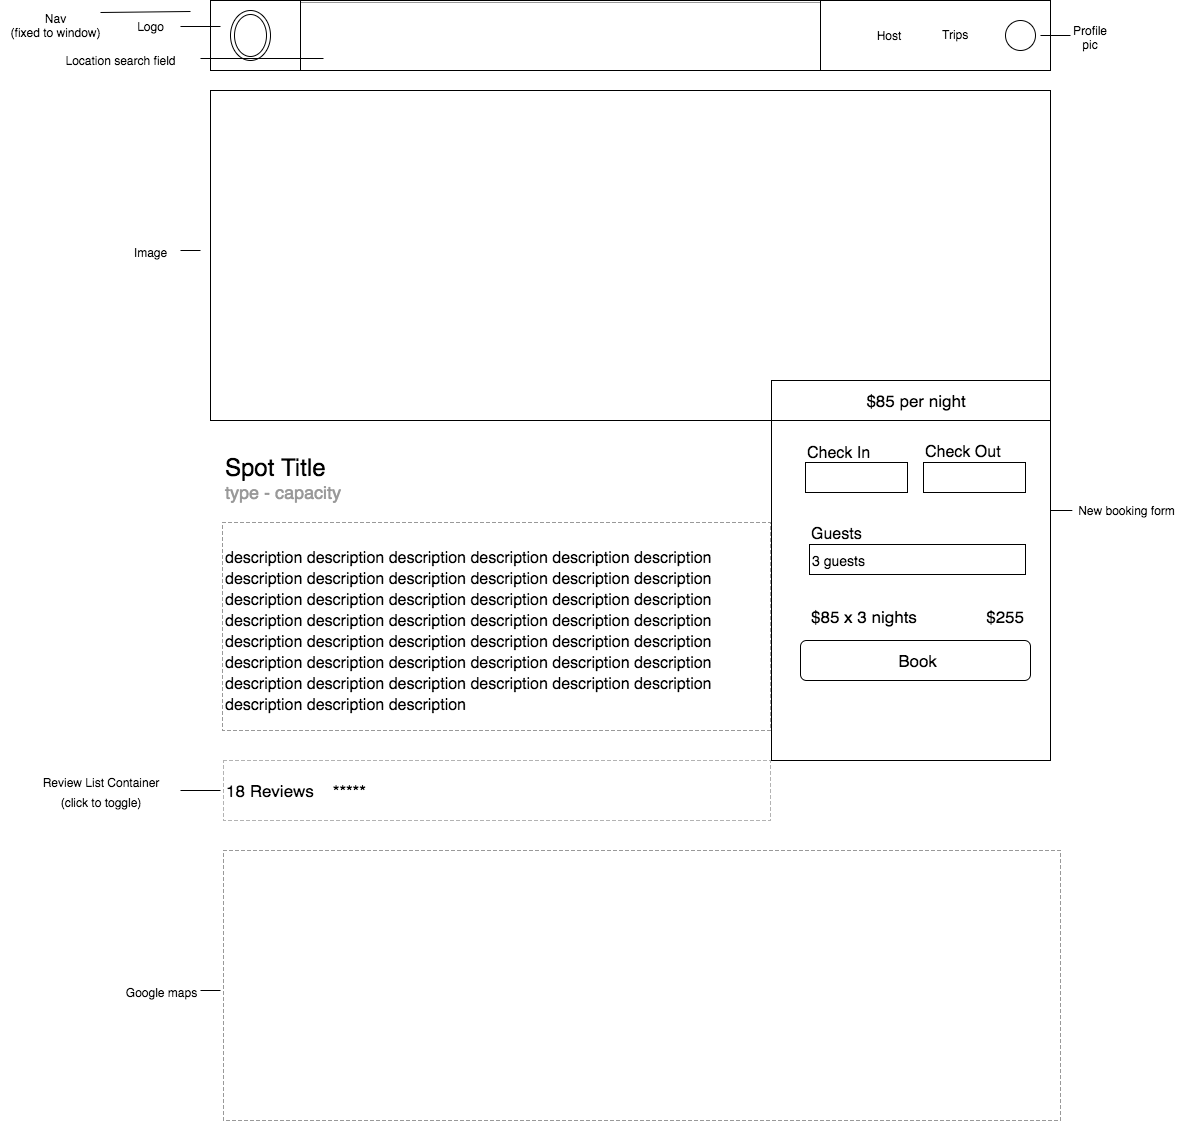 Nav
(fixed to window)
Logo
Location search field
Host
Trips
Profile
pic
Image
$85 per night
Check In
Check Out
Spot Title
type - capacity
New booking form
Guests
3 guests
description description description description description description
description description description description description description
description description description description description description
description description description description description description
description description description description description description
description description description description description description
description description description description description description
description description description
$85 x 3 nights
$255
Book
Review List Container
(click to toggle)
18 Reviews *****
Google maps